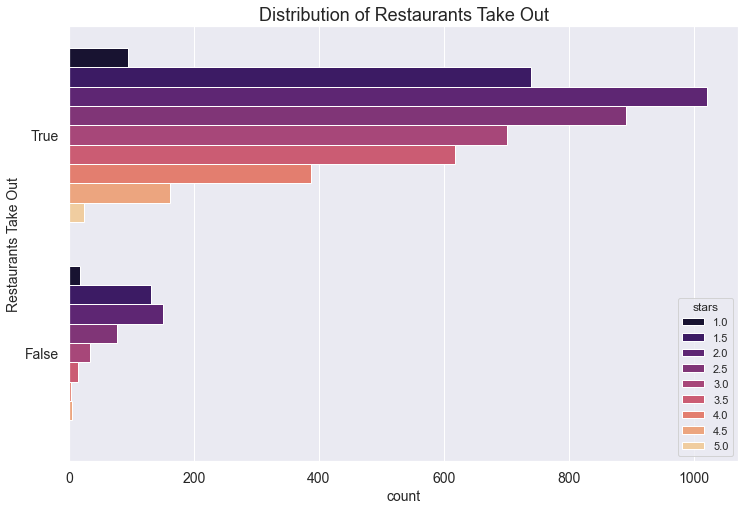 Distribution of Restaurants Take Out
Restaurants Take Out
True
False
0 200 400 600 800 1000
count
stars
1.0
1.5
2.0
2.5
3.0
3.5
4.0
4.5
5.0